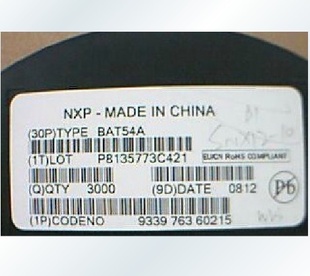 NXP - MADE IN CHINA
(30P)TYPE BAT54A
(1T)LOT PB135773C421
EU/CN RoHS COMPLIANT
(Q)QTY 3000 (9D)DATE 0812
Pb
(1P)CODENO 9339 763 60215